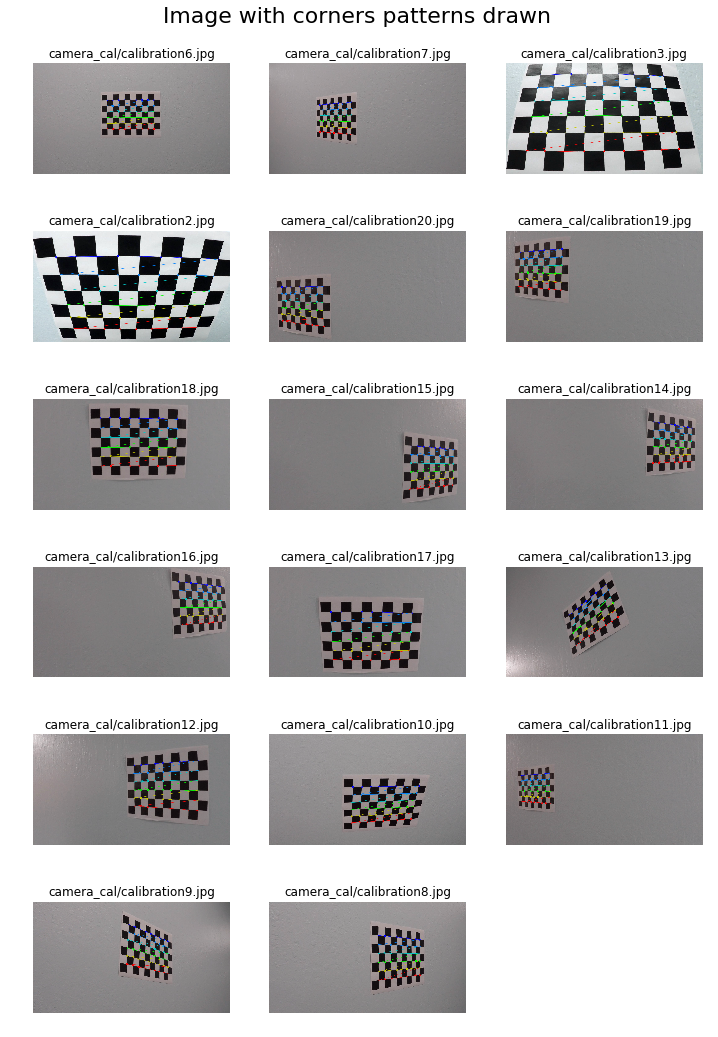 Image with corners patterns drawn
camera_cal/calibration6.jpg
camera_cal/calibration7.jpg
camera_cal/calibration3.jpg
camera_cal/calibration2.jpg
camera_cal/calibration20.jpg
camera_cal/calibration19.jpg
camera_cal/calibration18.jpg
camera_cal/calibration15.jpg
camera_cal/calibration14.jpg
camera_cal/calibration16.jpg
camera_cal/calibration17.jpg
camera_cal/calibration13.jpg
camera_cal/calibration12.jpg
camera_cal/calibration10.jpg
camera_cal/calibration11.jpg
camera_cal/calibration9.jpg
camera_cal/calibration8.jpg